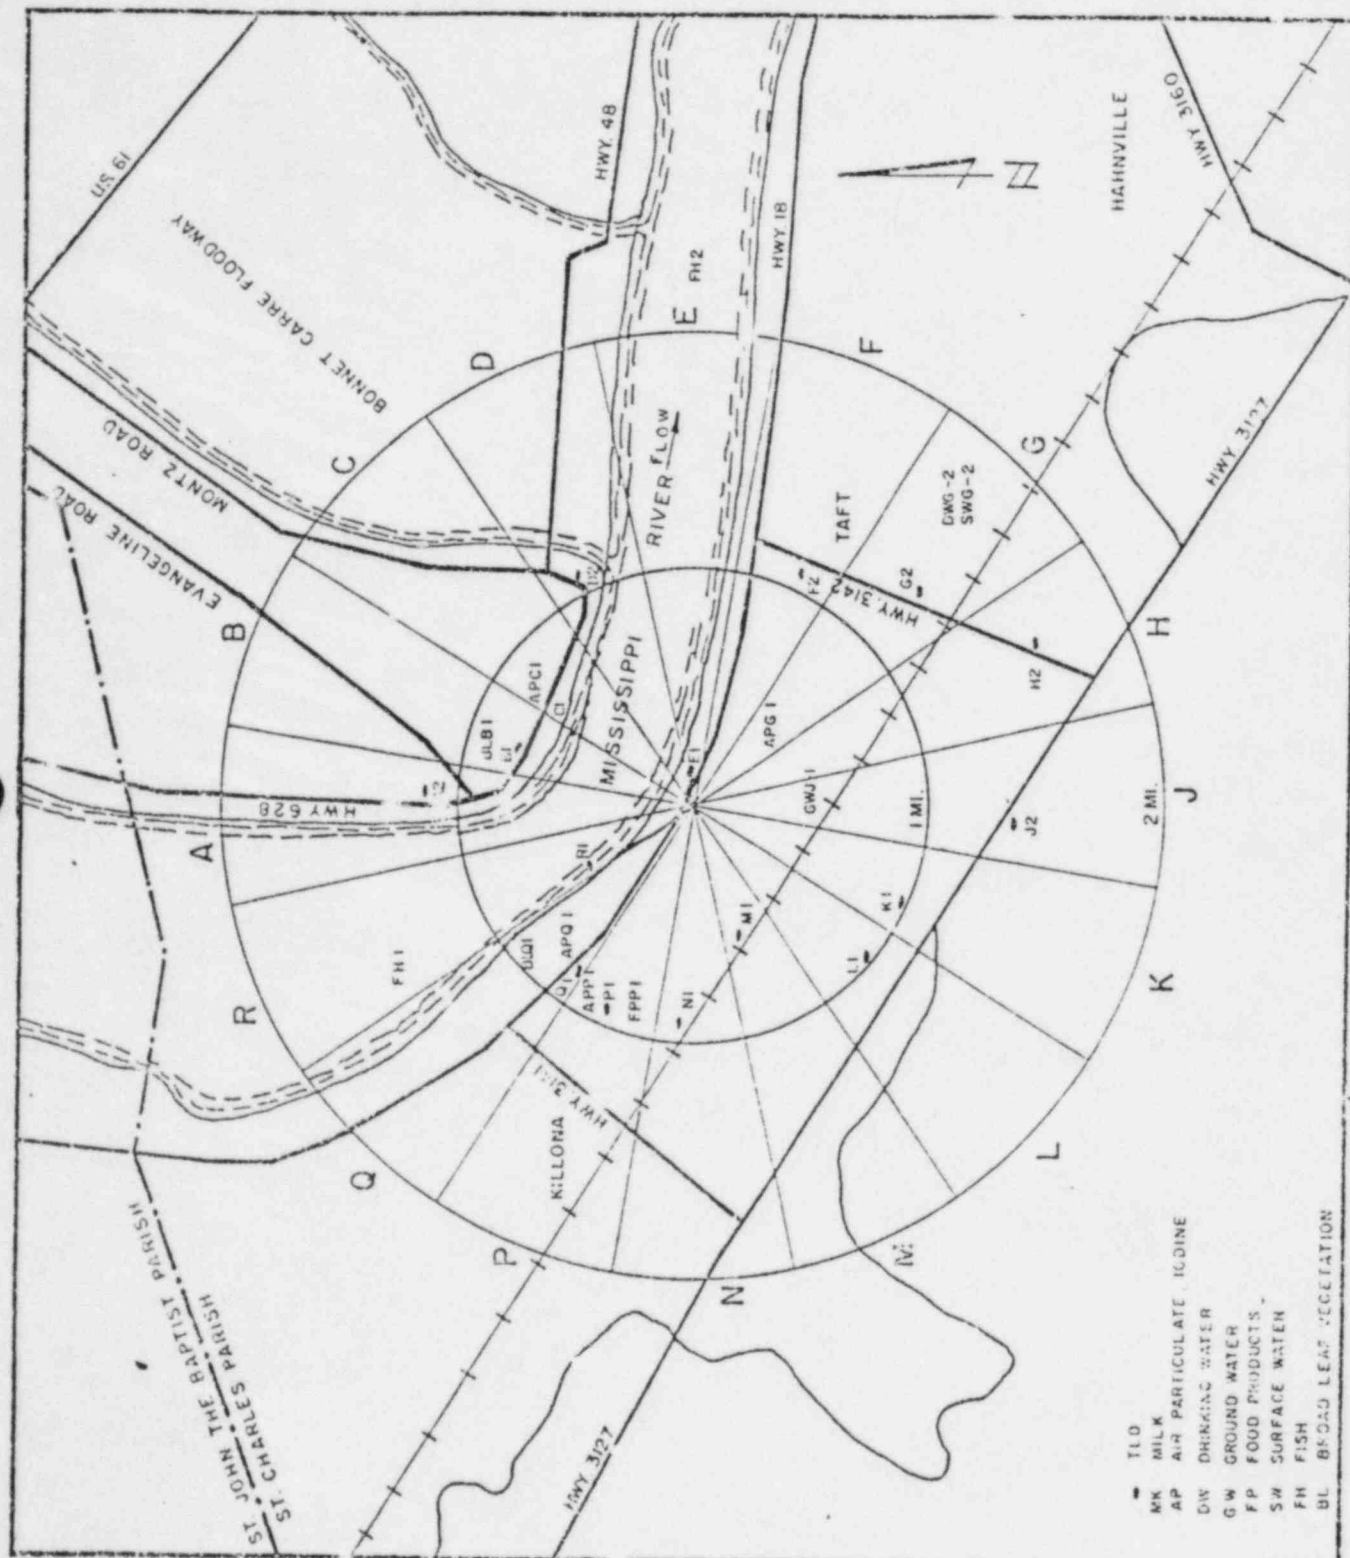 US 61
BONNET CARRE FLOODWAY
MONTZ ROAD
EVANGELINE ROAD
HWY. 48
HWY 628
HWY. 18
HWY 3160
HAHNVILLE
N
A
B
C
D
E
F
G
H
J
K
L
M
N
P
Q
R
FH2
RIVER FLOW
MISSISSIPPI
TAFT
DWG-2
SWG-2
F2
G2
HWY. 3142
H2
HWY. 3127
APC1
C1
B1
E1
APG1
GWJ1
1 MI.
2 MI.
J2
K1
L1
M1
N1
R1
APQ1
Q1
APP1
P1
FPP1
FH1
KILLONA
HWY 3127
ST. JOHN THE BAPTIST PARISH
ST. CHARLES PARISH
TLD
MK MILK
AP AIR PARTICULATE, IODINE
DW DRINKING WATER
GW GROUND WATER
FP FOOD PRODUCTS
SW SURFACE WATER
FH FISH
BL BROAD LEAF VEGETATION